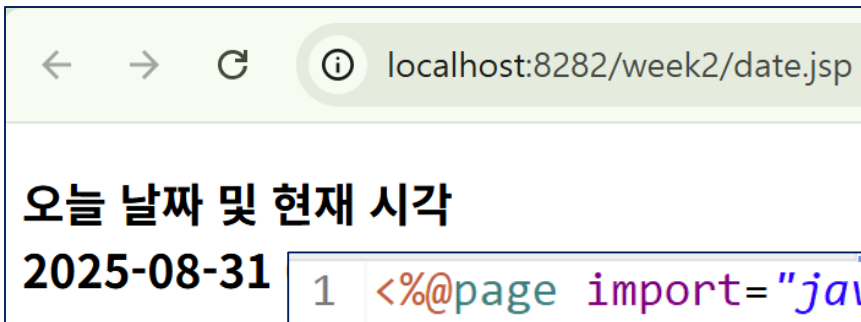 localhost:8282/week2/date.jsp
오늘 날짜 및 현재 시각
2025-08-31
1 <%@page import="jav